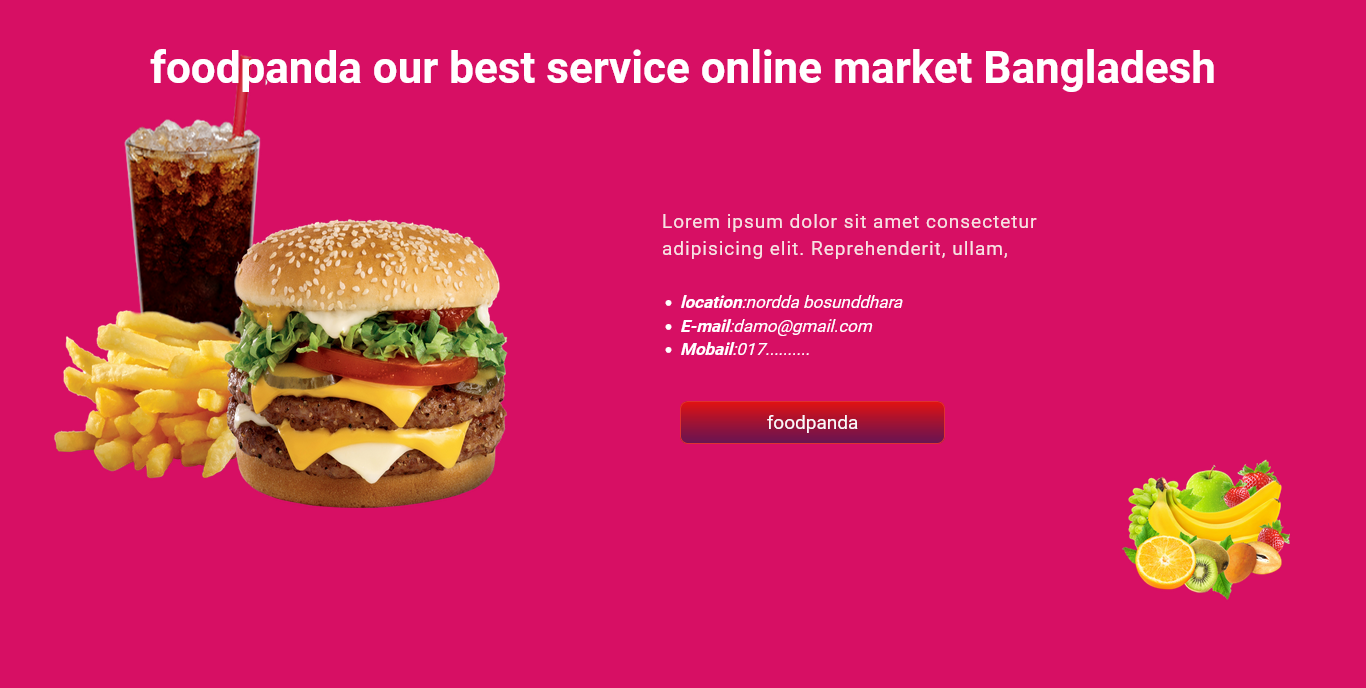 foodpanda our best service online market Bangladesh
Lorem ipsum dolor sit amet consectetur
adipisicing elit. Reprehenderit, ullam,
location:nordda bosunddhara
E-mail:damo@gmail.com
Mobail:017..........
foodpanda